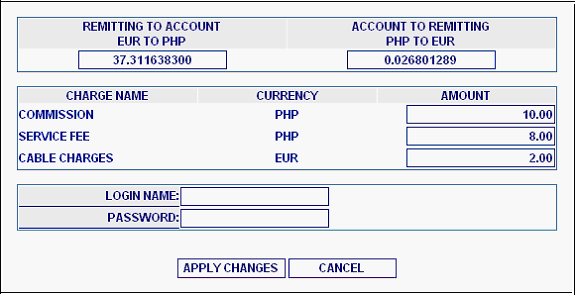 REMITTING TO ACCOUNT ACCOUNT TO REMITTING
EUR TO PHP PHP TO EUR
37.311638300 0.026801289
CHARGE NAME CURRENCY AMOUNT
COMMISSION PHP 10.00
SERVICE FEE PHP 8.00
CABLE CHARGES EUR 2.00
LOGIN NAME:
PASSWORD:
APPLY CHANGES CANCEL